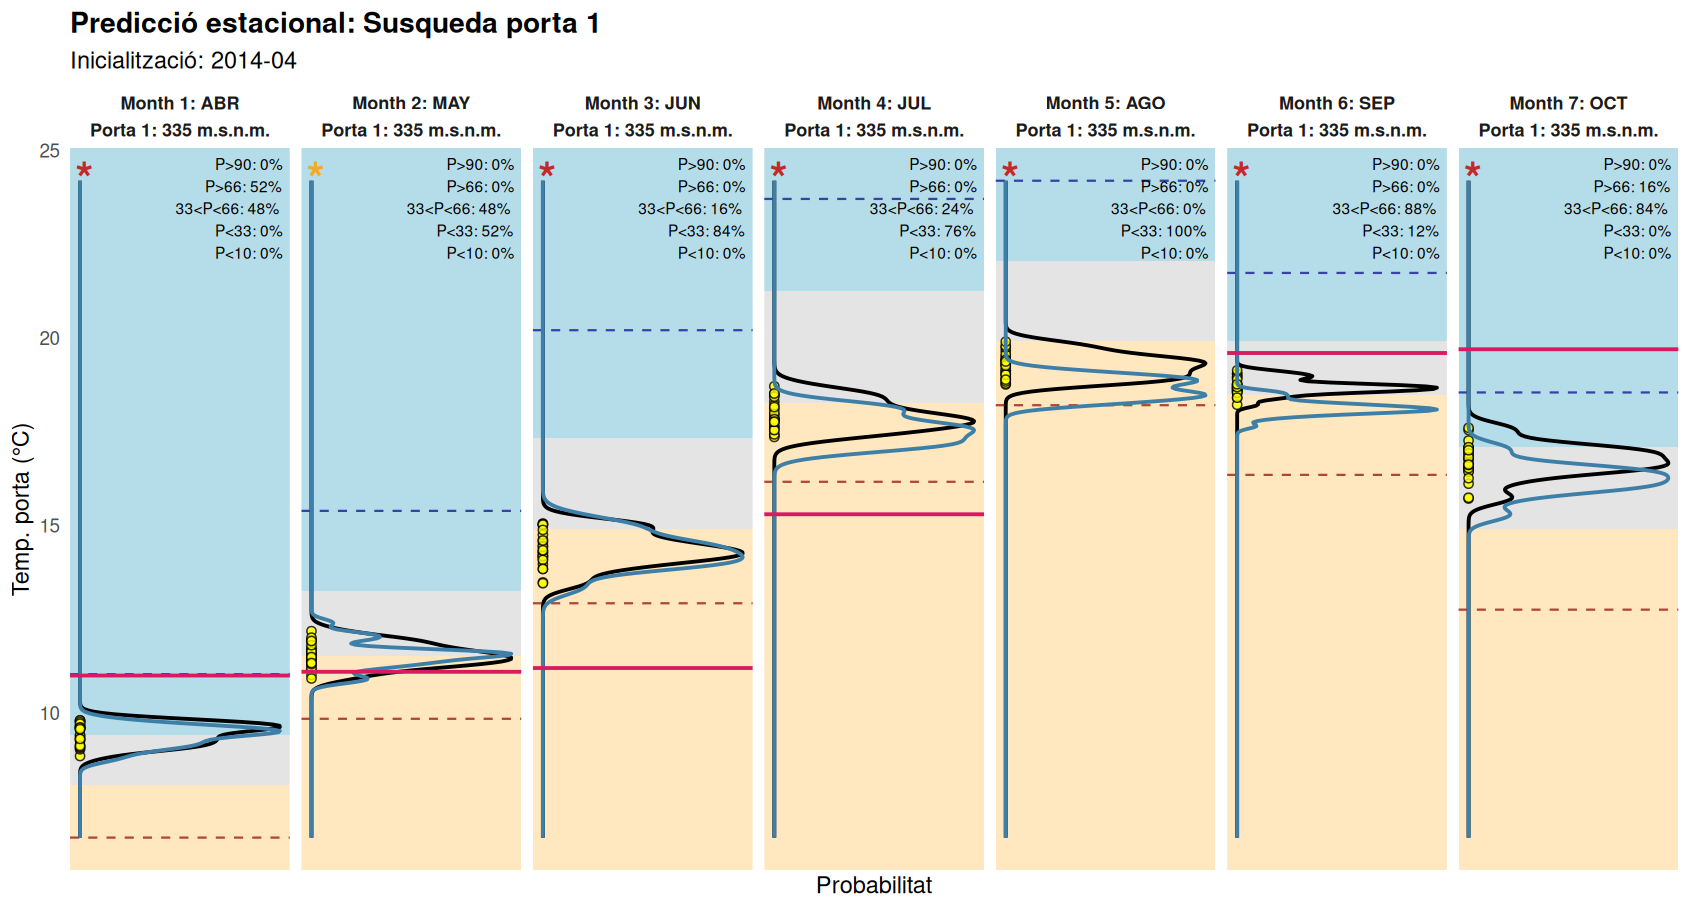 Predicció estacional: Susqueda porta 1
Inicialització: 2014-04
Month 1: ABR
Porta 1: 335 m.s.n.m.
Month 2: MAY
Porta 1: 335 m.s.n.m.
Month 3: JUN
Porta 1: 335 m.s.n.m.
Month 4: JUL
Porta 1: 335 m.s.n.m.
Month 5: AGO
Porta 1: 335 m.s.n.m.
Month 6: SEP
Porta 1: 335 m.s.n.m.
Month 7: OCT
Porta 1: 335 m.s.n.m.
Temp. porta (°C)
25
20
15
10
*
P>90: 0%
P>66: 52%
33<P<66: 48%
P<33: 0%
P<10: 0%
*
P>90: 0%
P>66: 0%
33<P<66: 48%
P<33: 52%
P<10: 0%
*
P>90: 0%
P>66: 0%
33<P<66: 16%
P<33: 84%
P<10: 0%
*
P>90: 0%
P>66: 0%
33<P<66: 24%
P<33: 76%
P<10: 0%
*
P>90: 0%
P>66: 0%
33<P<66: 0%
P<33: 100%
P<10: 0%
*
P>90: 0%
P>66: 0%
33<P<66: 88%
P<33: 12%
P<10: 0%
*
P>90: 0%
P>66: 16%
33<P<66: 84%
P<33: 0%
P<10: 0%
Probabilitat